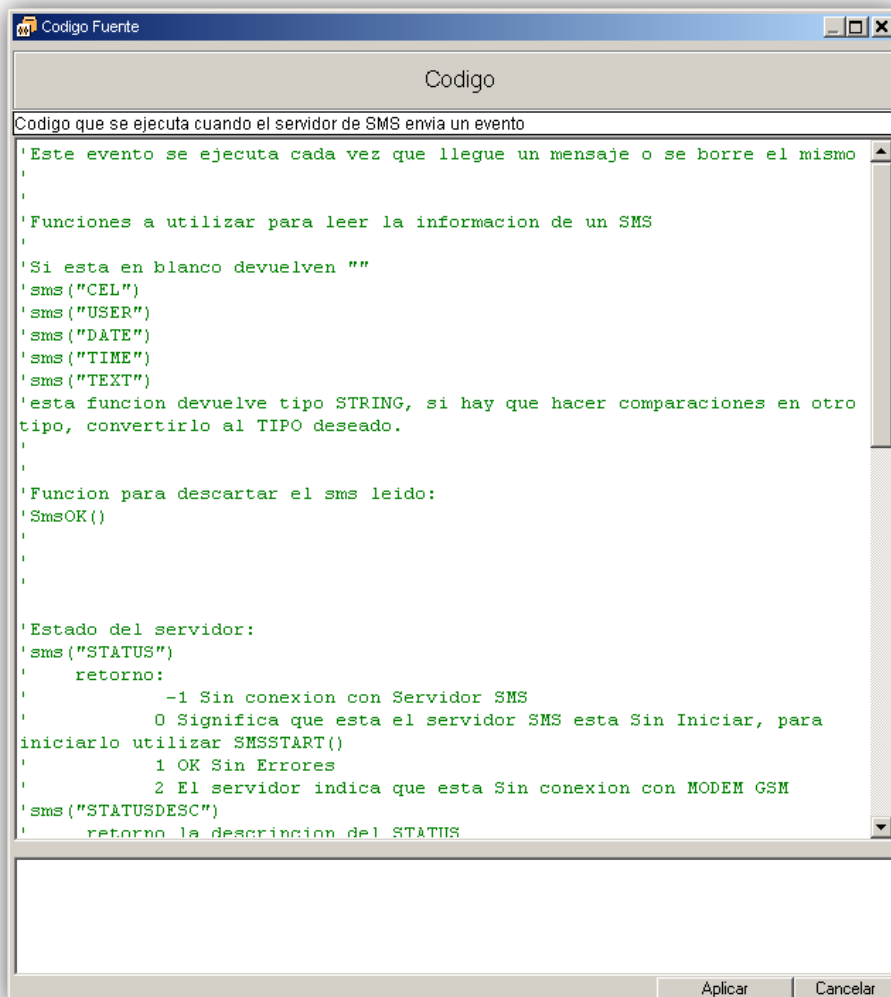 Codigo Fuente
Codigo
Codigo que se ejecuta cuando el servidor de SMS envia un evento
'Este evento se ejecuta cada vez que llegue un mensaje o se borre el mismo
'
'
'Funciones a utilizar para leer la informacion de un SMS
'
'Si esta en blanco devuelven ""
'sms("CEL")
'sms("USER")
'sms("DATE")
'sms("TIME")
'sms("TEXT")
'esta funcion devuelve tipo STRING, si hay que hacer comparaciones en otro
tipo, convertirlo al TIPO deseado.
'
'
'Funcion para descartar el sms leido:
'SmsOK()
'
'
'
'Estado del servidor:
'sms("STATUS")
'    retorno:
'           -1 Sin conexion con Servidor SMS
'          0 Significa que esta el servidor SMS esta Sin Iniciar, para
iniciarlo utilizar SMSSTART()
'          1 OK Sin Errores
'          2 El servidor indica que esta Sin conexion con MODEM GSM
'sms("STATUSDESC")
'     retorno la descripcion del STATUS
Aplicar
Cancelar